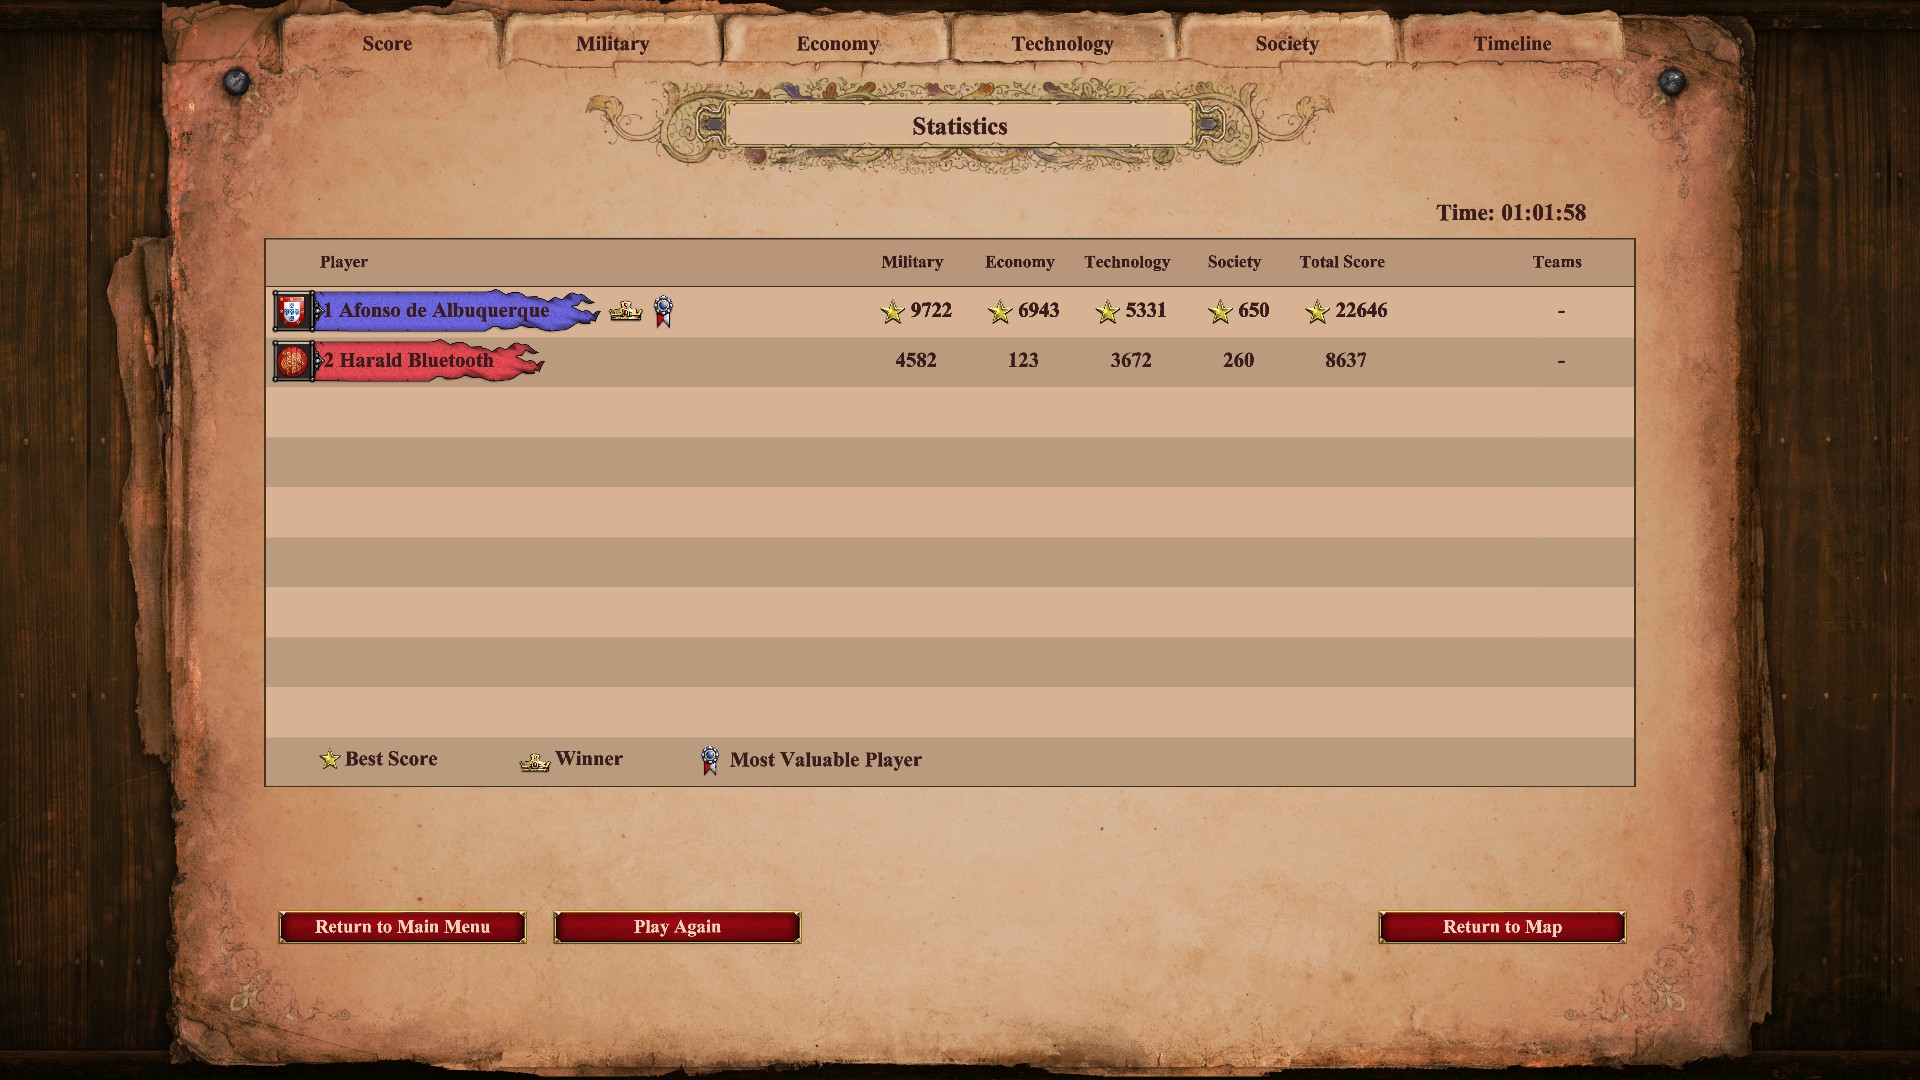 Score Military Economy Technology Society Timeline
Statistics
Time: 01:01:58
Player Military Economy Technology Society Total Score Teams
1 Afonso de Albuquerque 9722 6943 5331 650 22646 -
2 Harald Bluetooth 4582 123 3672 260 8637 -
Best Score Winner Most Valuable Player
Return to Main Menu Play Again Return to Map